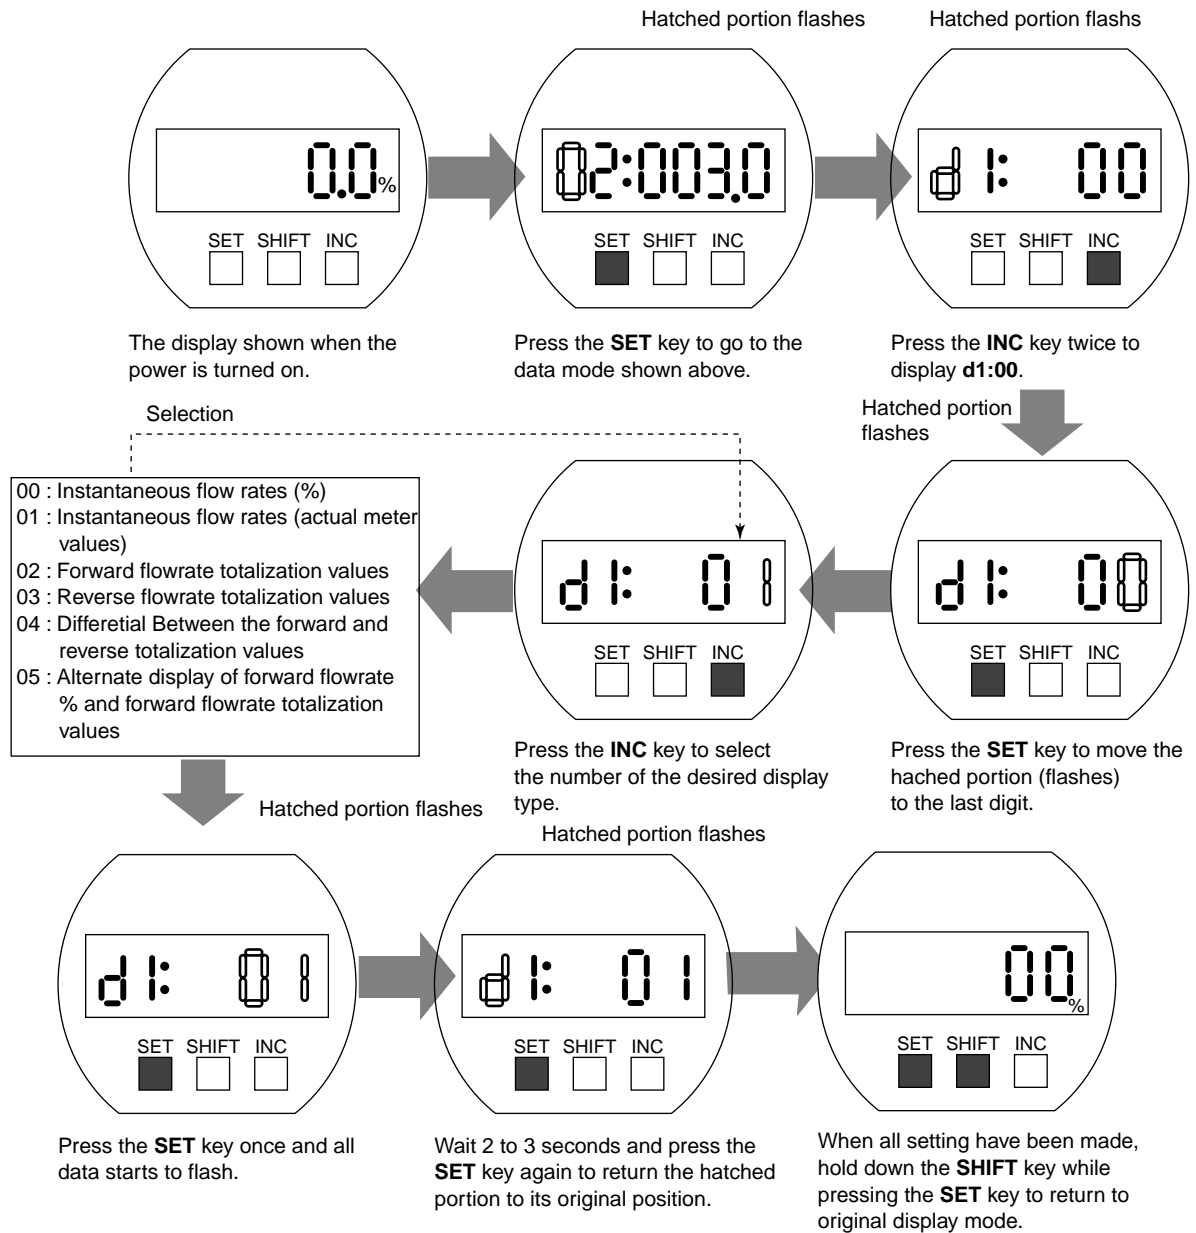 Hatched portion flashes
Hatched portion flashs
0.0%
SET SHIFT INC
The display shown when the
power is turned on.
02:003.0
SET SHIFT INC
Press the SET key to go to the
data mode shown above.
d1: 00
SET SHIFT INC
Press the INC key twice to
display d1:00.
Hatched portion
flashes
d1: 00
SET SHIFT INC
Press the SET key to move the
hached portion (flashes)
to the last digit.
d1: 01
SET SHIFT INC
Press the INC key to select
the number of the desired display
type.
Selection
00 : Instantaneous flow rates (%)
01 : Instantaneous flow rates (actual meter
values)
02 : Forward flowrate totalization values
03 : Reverse flowrate totalization values
04 : Differetial Between the forward and
reverse totalization values
05 : Alternate display of forward flowrate
% and forward flowrate totalization
values
Hatched portion flashes
d1: 01
SET SHIFT INC
Press the SET key once and all
data starts to flash.
Hatched portion flashes
d1: 01
SET SHIFT INC
Wait 2 to 3 seconds and press the
SET key again to return the hatched
portion to its original position.
00%
SET SHIFT INC
When all setting have been made,
hold down the SHIFT key while
pressing the SET key to return to
original display mode.